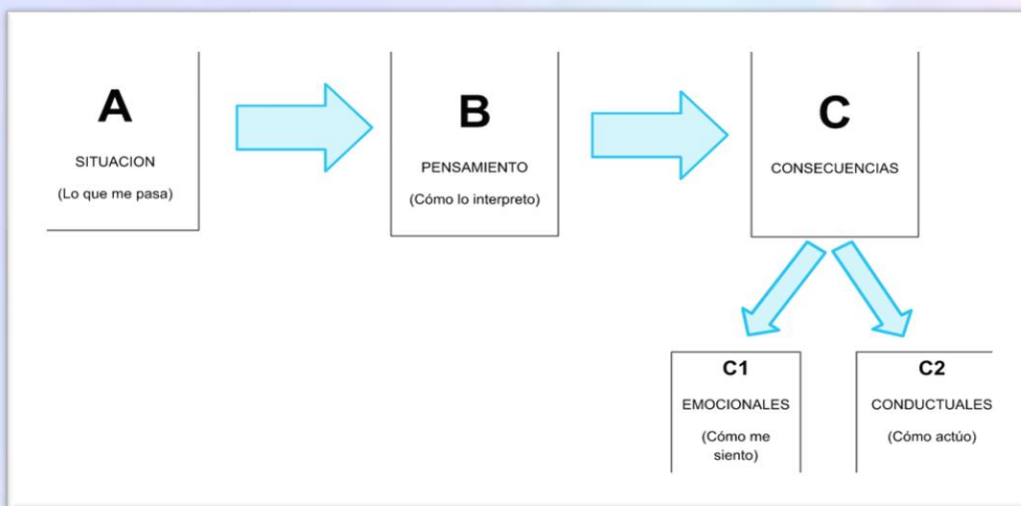 A
SITUACION
(Lo que me pasa)
B
PENSAMIENTO
(Cómo lo interpreto)
C
CONSECUENCIAS
C1
EMOCIONALES
(Cómo me
siento)
C2
CONDUCTUALES
(Cómo actúo)